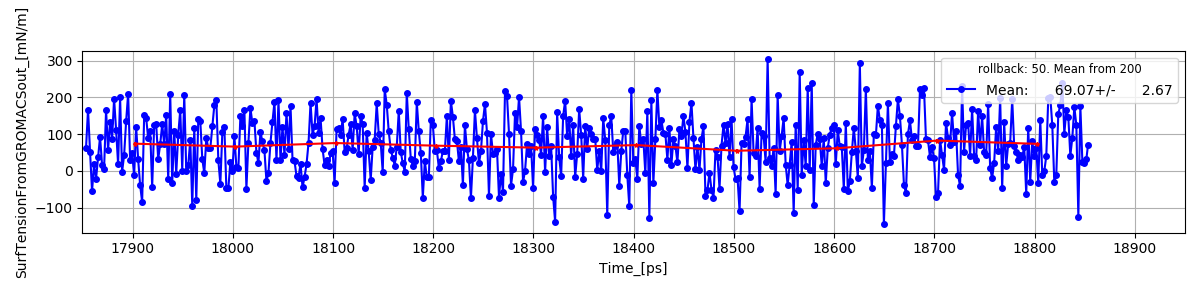 SurfTensionFromGROMACSout_[mN/m]
300
200
100
0
−100
rollback: 50. Mean from 200
Mean: 69.07+/- 2.67
17900 18000 18100 18200 18300 18400 18500 18600 18700 18800 18900
Time_[ps]